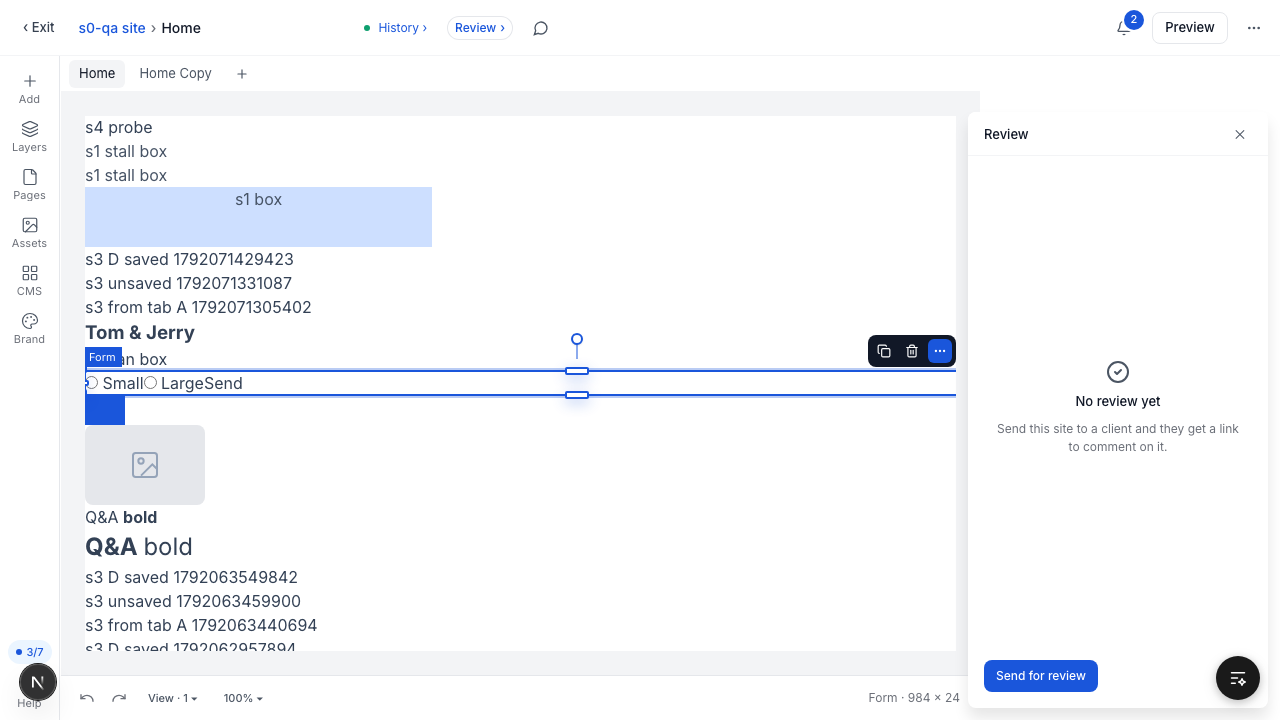 ‹ Exit
s0-qa site › Home
History ›
Review ›
2
Preview
Home
Home Copy
Add
Layers
Pages
Assets
CMS
Brand
3/7
N
Help
s4 probe
s1 stall box
s1 stall box
s1 box
s3 D saved 1792071429423
s3 unsaved 1792071331087
s3 from tab A 1792071305402
Tom & Jerry
Form
an box
Small
LargeSend
Q&A bold
Q&A bold
s3 D saved 1792063549842
s3 unsaved 1792063459900
s3 from tab A 1792063440694
s3 D saved 1792062957894
View · 1
100%
Form · 984 × 24
Review
No review yet
Send this site to a client and they get a link
to comment on it.
Send for review